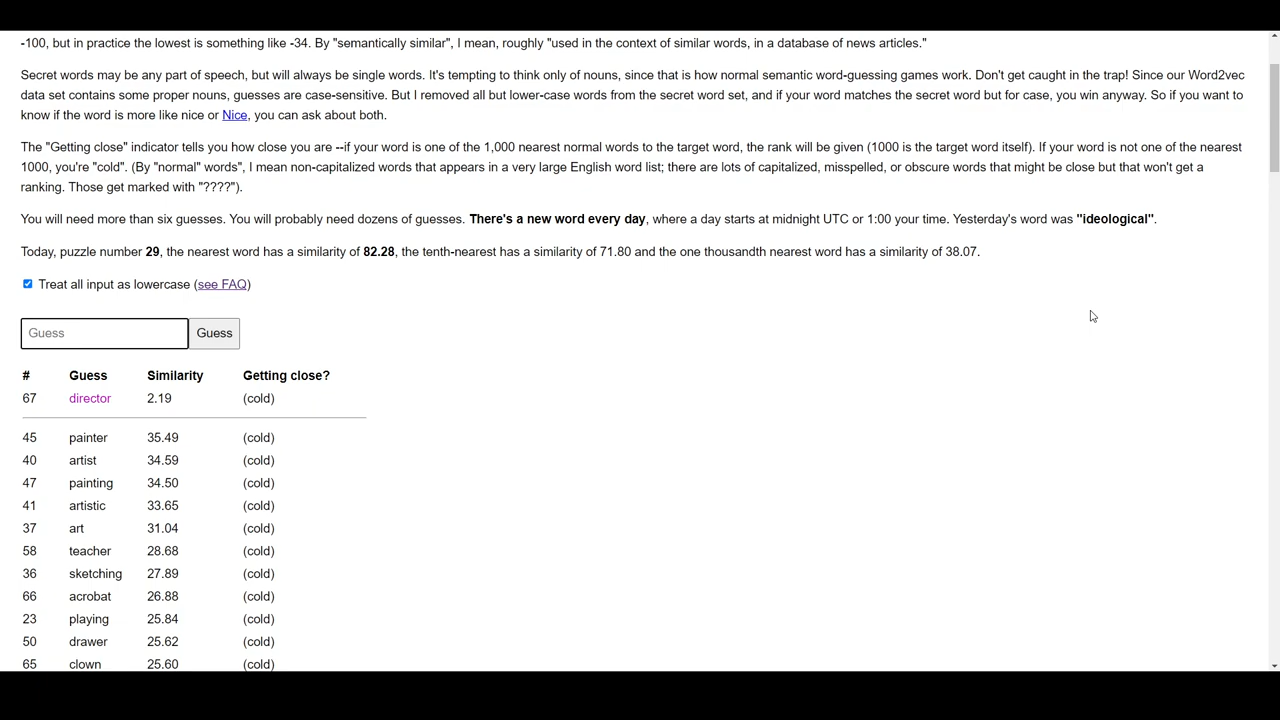 -100, but in practice the lowest is something like -34. By "semantically similar", I mean, roughly "used in the context of similar words, in a database of news articles."
Secret words may be any part of speech, but will always be single words. It's tempting to think only of nouns, since that is how normal semantic word-guessing games work. Don't get caught in the trap! Since our Word2vec
data set contains some proper nouns, guesses are case-sensitive. But I removed all but lower-case words from the secret word set, and if your word matches the secret word but for case, you win anyway. So if you want to
know if the word is more like nice or Nice, you can ask about both.
The "Getting close" indicator tells you how close you are --if your word is one of the 1,000 nearest normal words to the target word, the rank will be given (1000 is the target word itself). If your word is not one of the nearest
1000, you're "cold". (By "normal" words", I mean non-capitalized words that appears in a very large English word list; there are lots of capitalized, misspelled, or obscure words that might be close but that won't get a
ranking. Those get marked with "????").
You will need more than six guesses. You will probably need dozens of guesses. There's a new word every day, where a day starts at midnight UTC or 1:00 your time. Yesterday's word was "ideological".
Today, puzzle number 29, the nearest word has a similarity of 82.28, the tenth-nearest has a similarity of 71.80 and the one thousandth nearest word has a similarity of 38.07.
Treat all input as lowercase (see FAQ)
Guess Guess
# Guess Similarity Getting close?
67 director 2.19 (cold)
45 painter 35.49 (cold)
40 artist 34.59 (cold)
47 painting 34.50 (cold)
41 artistic 33.65 (cold)
37 art 31.04 (cold)
58 teacher 28.68 (cold)
36 sketching 27.89 (cold)
66 acrobat 26.88 (cold)
23 playing 25.84 (cold)
50 drawer 25.62 (cold)
65 clown 25.60 (cold)